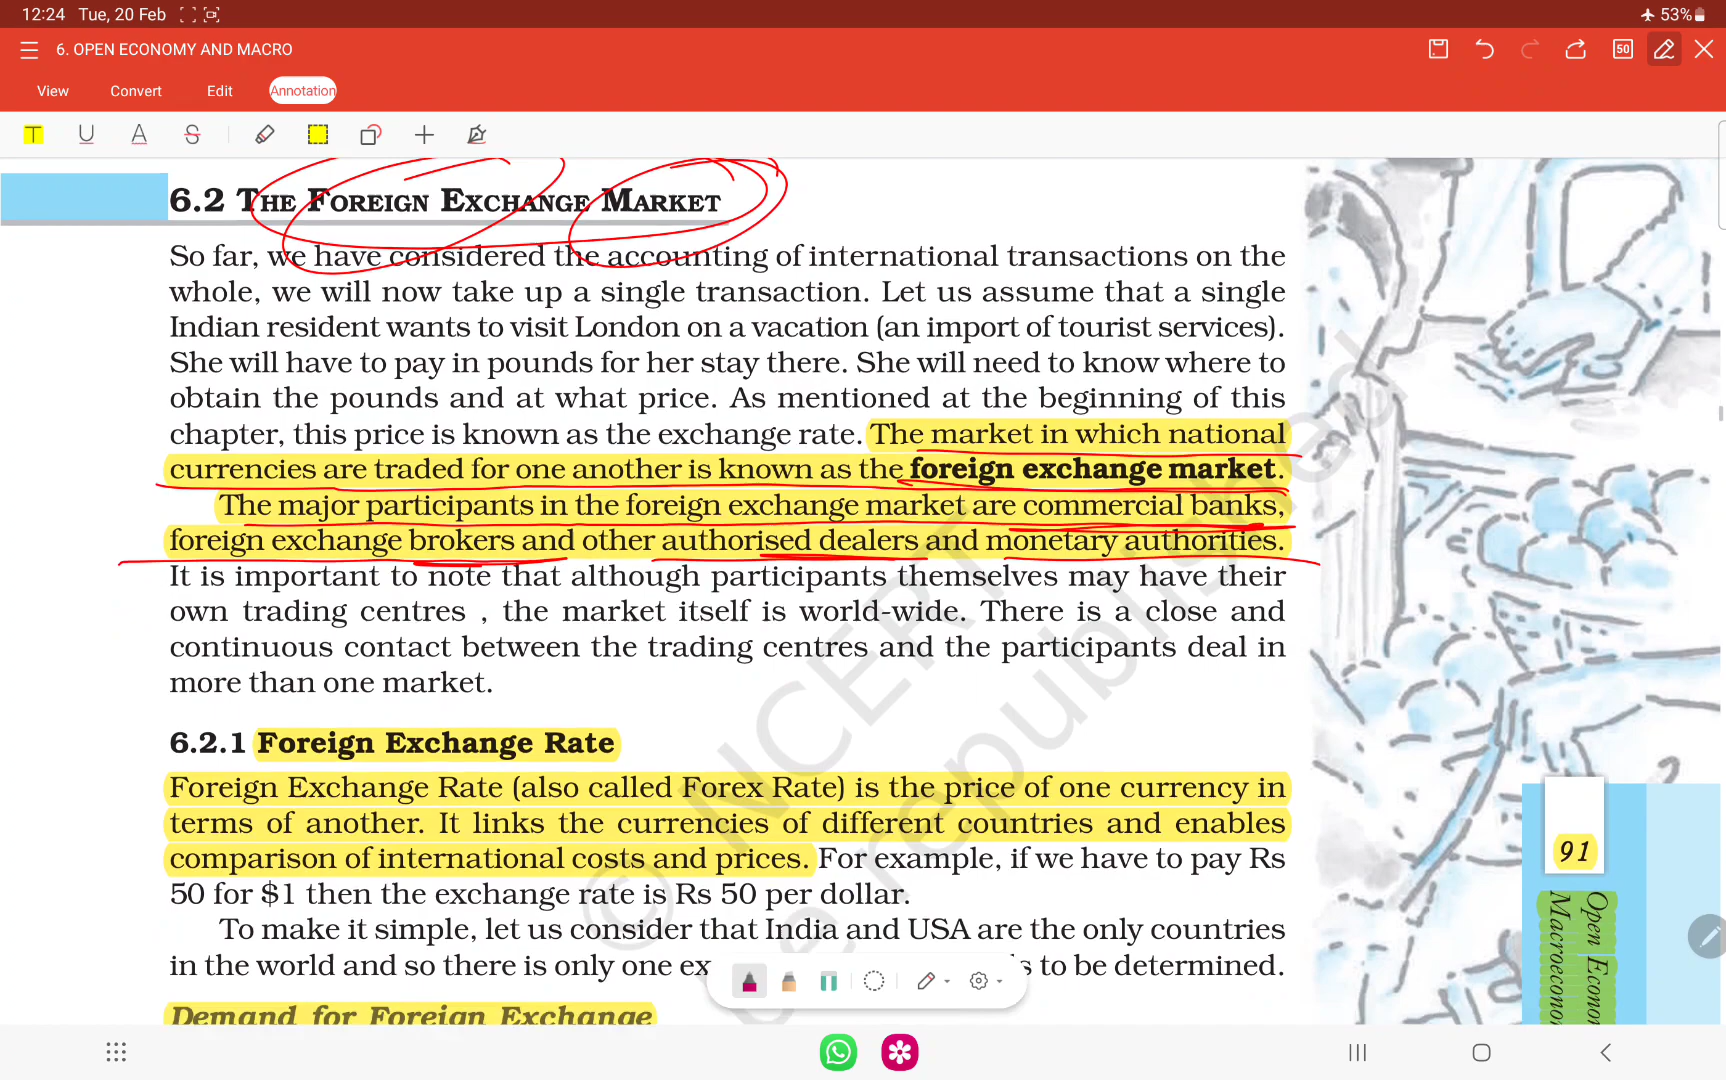 12:24 Tue, 20 Feb
53%
6. OPEN ECONOMY AND MACRO
50
View Convert Edit Annotation
T U A S
6.2 THE FOREIGN EXCHANGE MARKET
So far, we have considered the accounting of international transactions on the
whole, we will now take up a single transaction. Let us assume that a single
Indian resident wants to visit London on a vacation (an import of tourist services).
She will have to pay in pounds for her stay there. She will need to know where to
obtain the pounds and at what price. As mentioned at the beginning of this
chapter, this price is known as the exchange rate. The market in which national
currencies are traded for one another is known as the foreign exchange market.
The major participants in the foreign exchange market are commercial banks,
foreign exchange brokers and other authorised dealers and monetary authorities.
It is important to note that although participants themselves may have their
own trading centres , the market itself is world-wide. There is a close and
continuous contact between the trading centres and the participants deal in
more than one market.
6.2.1 Foreign Exchange Rate
Foreign Exchange Rate (also called Forex Rate) is the price of one currency in
terms of another. It links the currencies of different countries and enables
comparison of international costs and prices. For example, if we have to pay Rs
50 for $1 then the exchange rate is Rs 50 per dollar.
To make it simple, let us consider that India and USA are the only countries
in the world and so there is only one ex s to be determined.
Demand for Foreign Exchange
© NCERT
be republished
91
Open Econom
Macroeconom